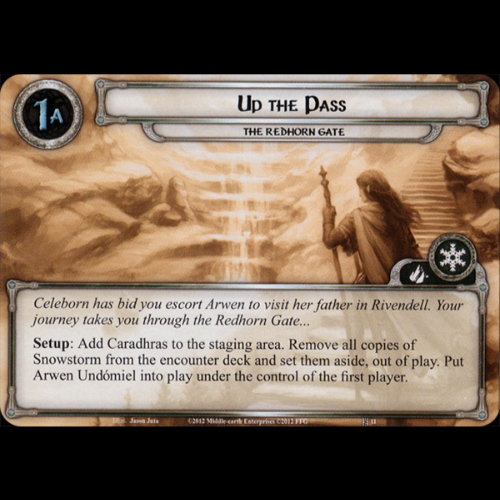 1A
UP THE PASS
THE REDHORN GATE
Celeborn has bid you escort Arwen to visit her father in Rivendell. Your
journey takes you through the Redhorn Gate...
Setup: Add Caradhras to the staging area. Remove all copies of
Snowstorm from the encounter deck and set them aside, out of play. Put
Arwen Undómiel into play under the control of the first player.
Illus. Jason Juta ©2012 Middle-earth Enterprises ©2012 FFG